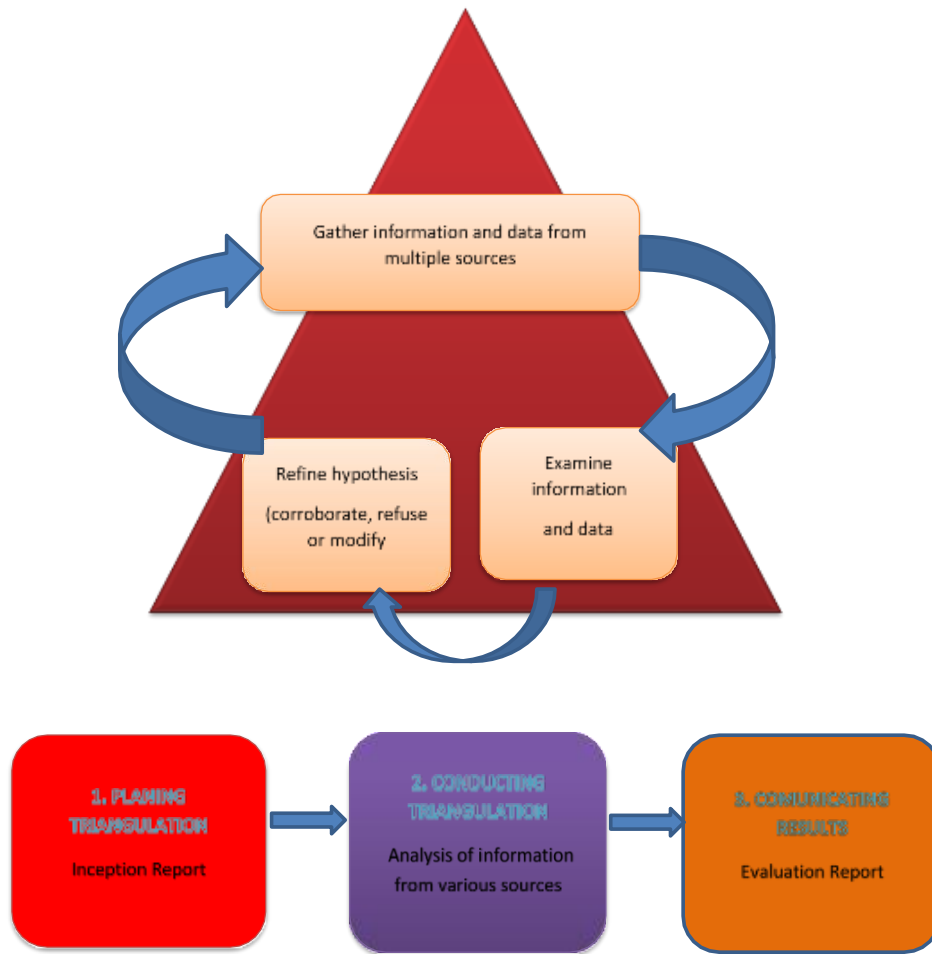 Gather information and data from
multiple sources
Refine hypothesis
(corroborate, refuse
or modify
Examine
information
and data
1. PLANING
TRIANGULATION
Inception Report
2. CONDUCTING
TRIANGULATION
Analysis of information
from various sources
3. COMUNICATING
RESULTS
Evaluation Report